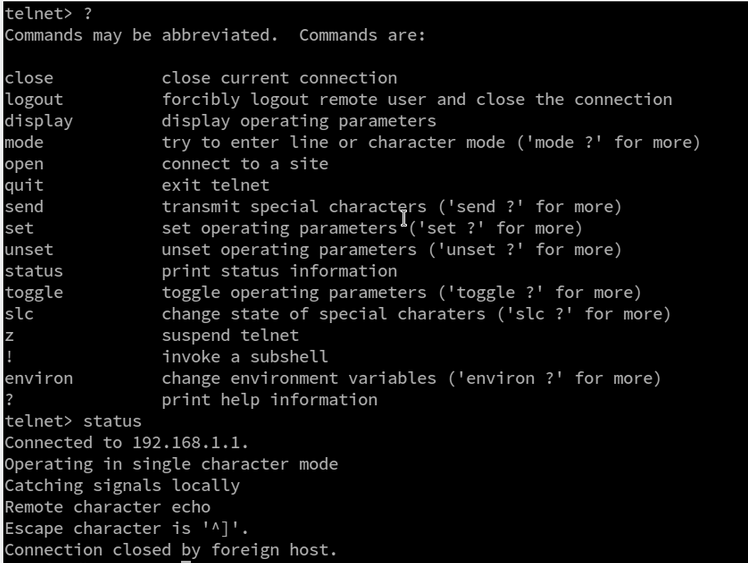 telnet> ?
Commands may be abbreviated.  Commands are:

close           close current connection
logout          forcibly logout remote user and close the connection
display         display operating parameters
mode            try to enter line or character mode ('mode ?' for more)
open            connect to a site
quit            exit telnet
send            transmit special characters ('send ?' for more)
set             set operating parameters ('set ?' for more)
unset           unset operating parameters ('unset ?' for more)
status          print status information
toggle          toggle operating parameters ('toggle ?' for more)
slc             change state of special charaters ('slc ?' for more)
z               suspend telnet
!               invoke a subshell
environ         change environment variables ('environ ?' for more)
?               print help information
telnet> status
Connected to 192.168.1.1.
Operating in single character mode
Catching signals locally
Remote character echo
Escape character is '^]'.
Connection closed by foreign host.